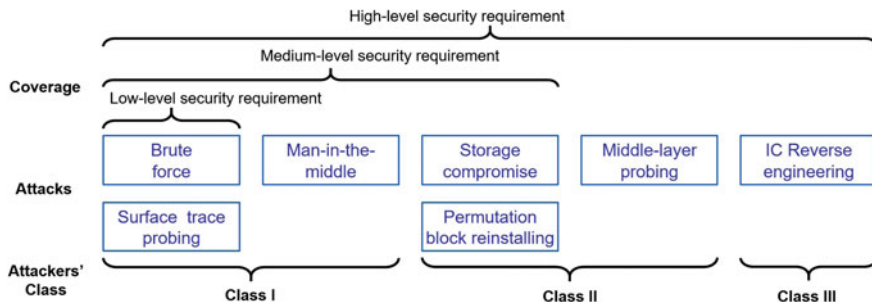 High-level security requirement
Medium-level security requirement
Coverage
Low-level security requirement
Brute
force
Man-in-the-
middle
Storage
compromise
Middle-layer
probing
IC Reverse
engineering
Attacks
Surface trace
probing
Permutation
block reinstalling
Attackers'
Class
Class I
Class II
Class III